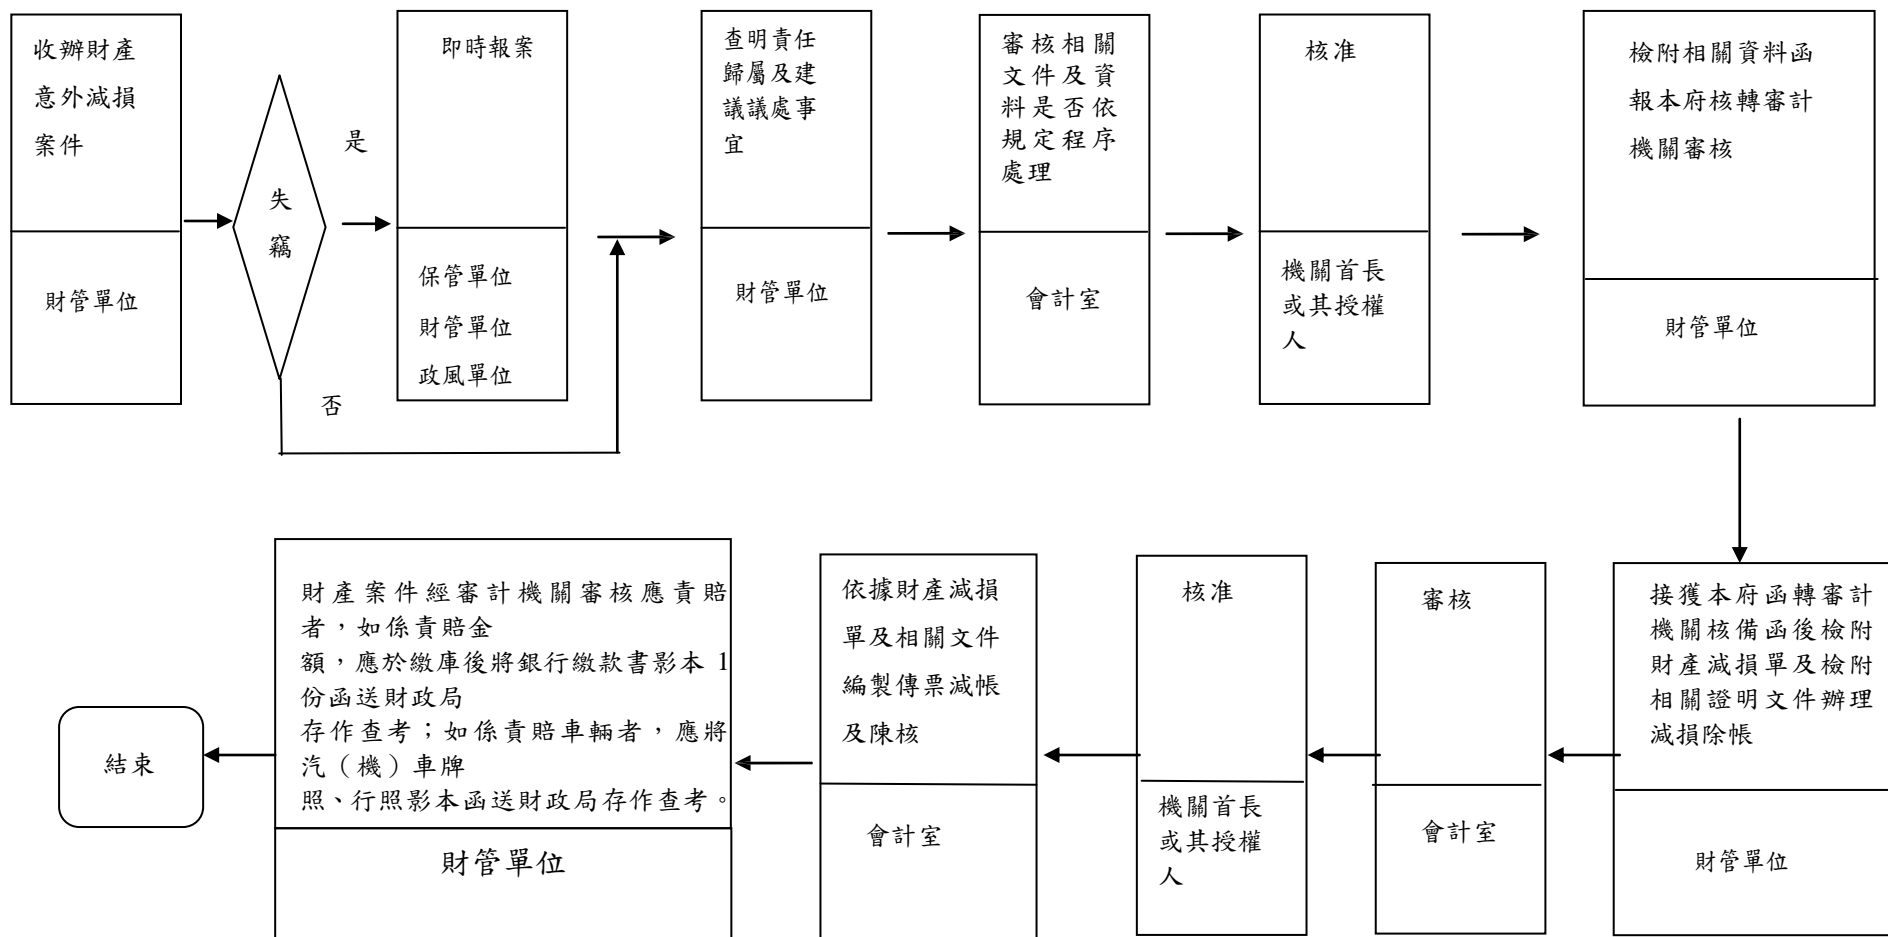 收辦財產
意外減損
案件
財管單位
失
竊
是
否
即時報案
保管單位
財管單位
政風單位
查明責任
歸屬及建
議議處事
宜
財管單位
審核相關
文件及資
料是否依
規定程序
處理
會計室
核准
機關首長
或其授權
人
檢附相關資料函
報本府核轉審計
機關審核
財管單位
接獲本府函轉審計
機關核備函後檢附
財產減損單及檢附
相關證明文件辦理
減損除帳
財管單位
審核
會計室
核准
機關首長
或其授權
人
依據財產減損
單及相關文件
編製傳票減帳
及陳核
會計室
財產案件經審計機關審核應責賠
者,如係責賠金
額,應於繳庫後將銀行繳款書影本 1
份函送財政局
存作查考;如係責賠車輛者,應將
汽(機)車牌
照、行照影本函送財政局存作查考。
財管單位
結束